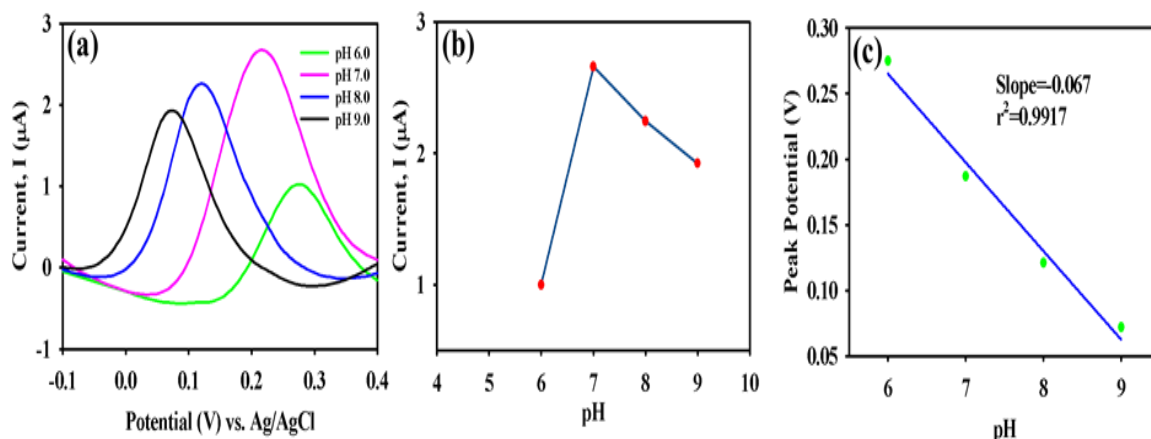 (a)
pH 6.0
pH 7.0
pH 8.0
pH 9.0
3
2
1
0
-1
Current, I (µA)
-0.1 0.0 0.1 0.2 0.3 0.4
Potential (V) vs. Ag/AgCl
(b)
3
2
1
Current, I (µA)
4 5 6 7 8 9 10
pH
(c)
Slope=-0.067
r²=0.9917
0.30
0.25
0.20
0.15
0.10
0.05
Peak Potential (V)
6 7 8 9
pH